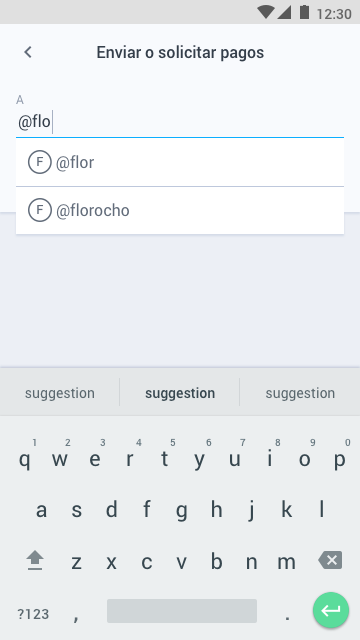 12:30
Enviar o solicitar pagos
A
@flo
F @flor
F @florocho
suggestion suggestion suggestion
1 2 3 4 5 6 7 8 9 0
q w e r t y u i o p
a s d f g h j k l
z x c v b n m
?123 , .